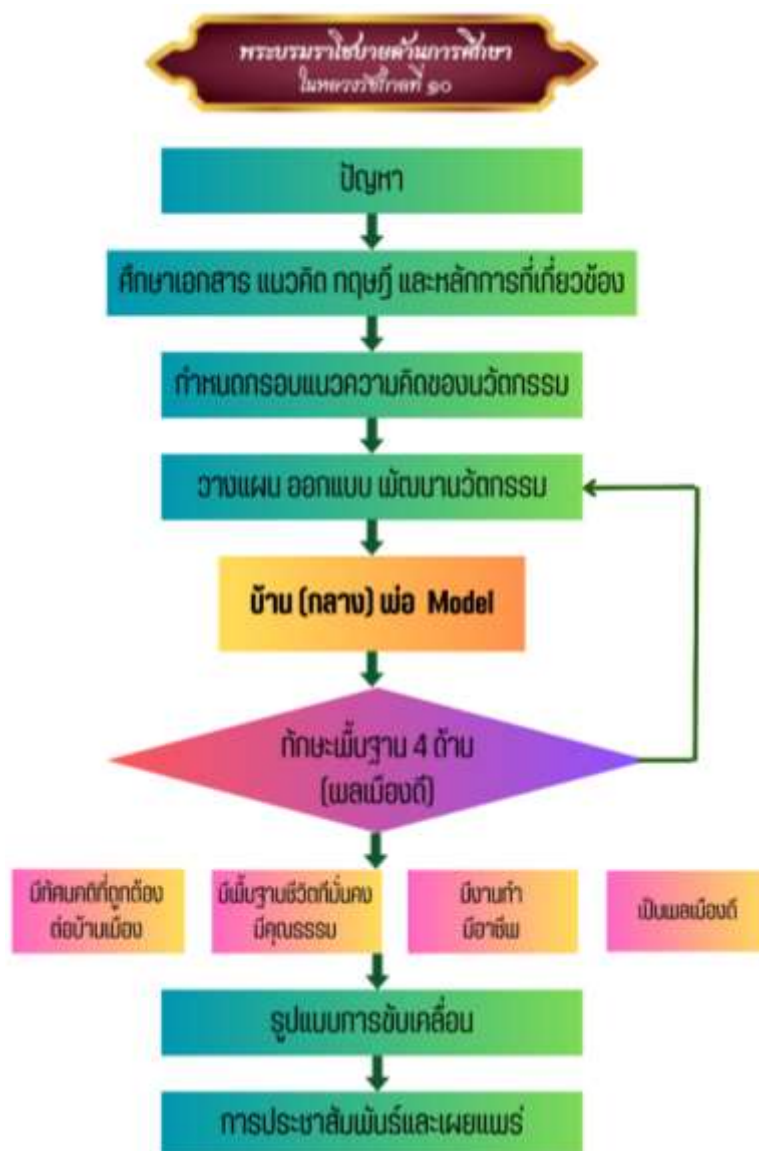 พระบรมราโชบายด้านการศึกษา
ในหลวงรัชกาลที่ ๑๐
ปัญหา
ศึกษาเอกสาร แนวคิด ทฤษฎี และหลักการที่เกี่ยวข้อง
กำหนดกรอบแนวความคิดของนวัตกรรม
วางแผน ออกแบบ พัฒนานวัตกรรม
บ้าน (กลาง) พ่อ Model
ทักษะพื้นฐาน 4 ด้าน
(พลเมืองดี)
มีทัศนคติที่ถูกต้อง
ต่อบ้านเมือง
มีพื้นฐานชีวิตที่มั่นคง
มีคุณธรรม
มีงานทำ
มีอาชีพ
เป็นพลเมืองดี
รูปแบบการขับเคลื่อน
การประชาสัมพันธ์และเผยแพร่